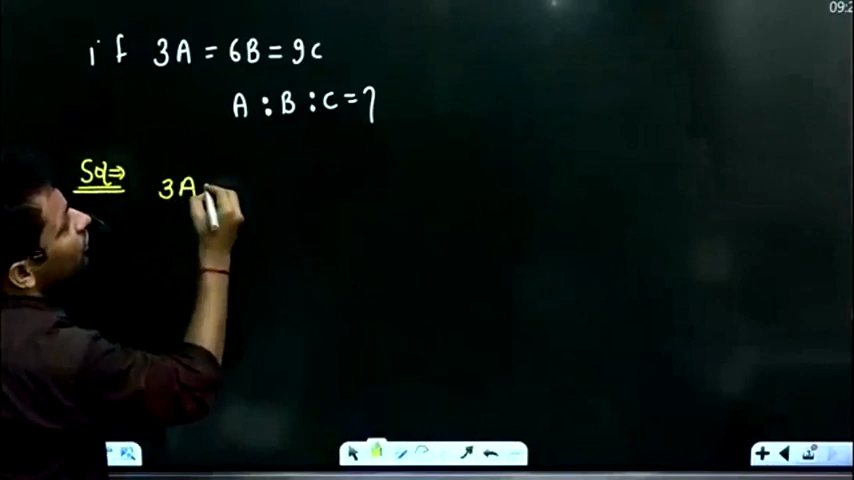 if 3A = 6B = 9C
A : B : C = ?
Sol⇒ 3A